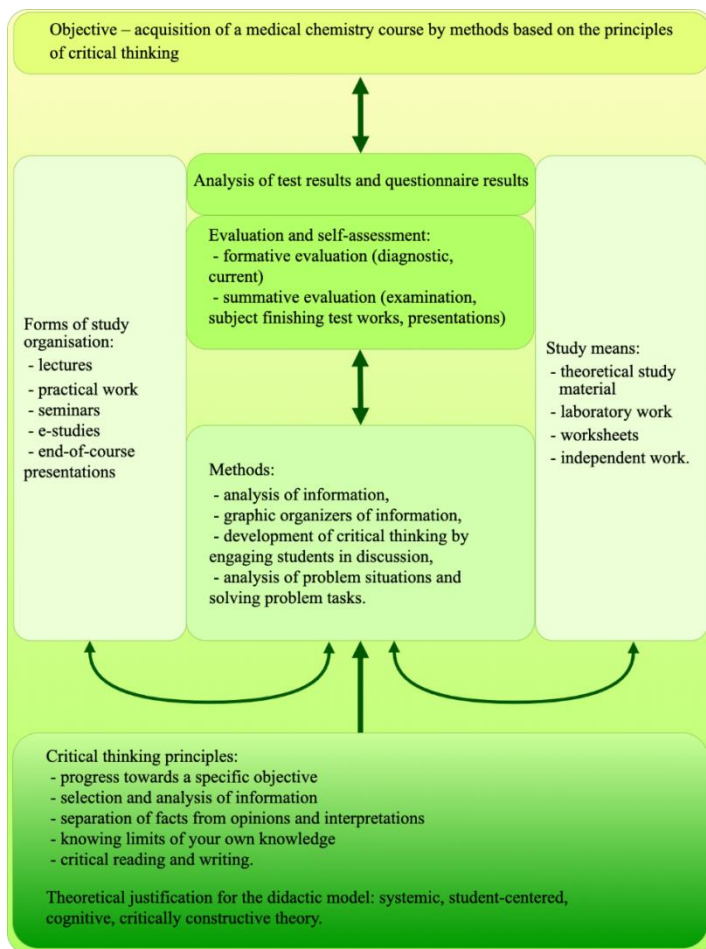 Objective – acquisition of a medical chemistry course by methods based on the principles
of critical thinking
Analysis of test results and questionnaire results
Evaluation and self-assessment:
- formative evaluation (diagnostic,
current)
- summative evaluation (examination,
subject finishing test works, presentations)
Forms of study
organisation:
- lectures
- practical work
- seminars
- e-studies
- end-of-course
presentations
Methods:
- analysis of information,
- graphic organizers of information,
- development of critical thinking by
engaging students in discussion,
- analysis of problem situations and
solving problem tasks.
Study means:
- theoretical study
material
- laboratory work
- worksheets
- independent work.
Critical thinking principles:
- progress towards a specific objective
- selection and analysis of information
- separation of facts from opinions and interpretations
- knowing limits of your own knowledge
- critical reading and writing.
Theoretical justification for the didactic model: systemic, student-centered,
cognitive, critically constructive theory.